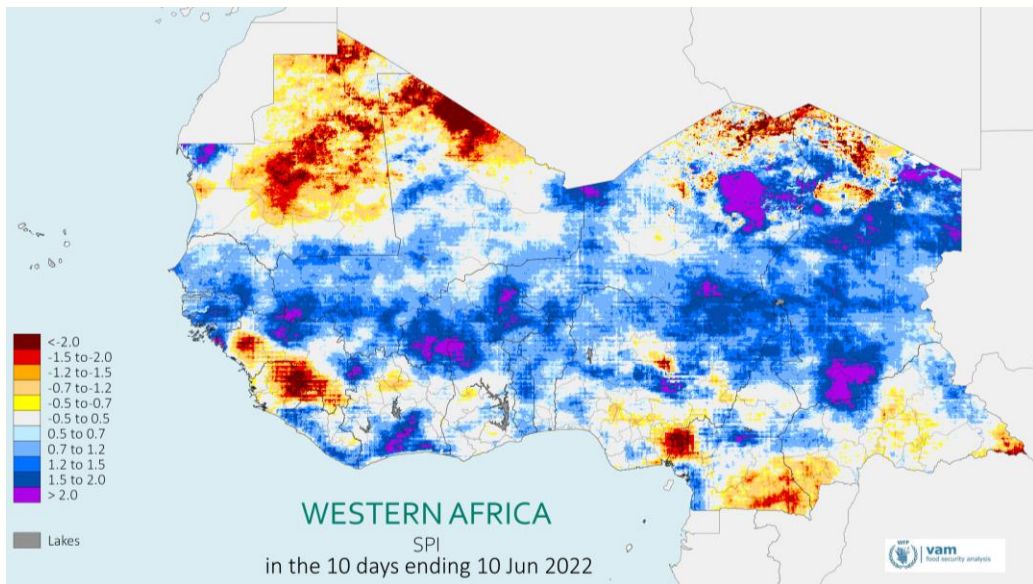 <-2.0
-1.5 to-2.0
-1.2 to-1.5
-0.7 to-1.2
-0.5 to-0.7
-0.5 to 0.5
0.5 to 0.7
0.7 to 1.2
1.2 to 1.5
1.5 to 2.0
> 2.0
Lakes
WESTERN AFRICA
SPI
in the 10 days ending 10 Jun 2022
WFP
vam
food security analysis